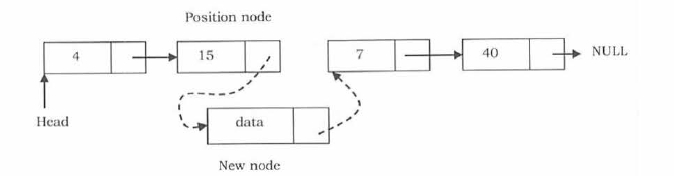 Position node
4 15 7 40 NULL
Head
data
New node